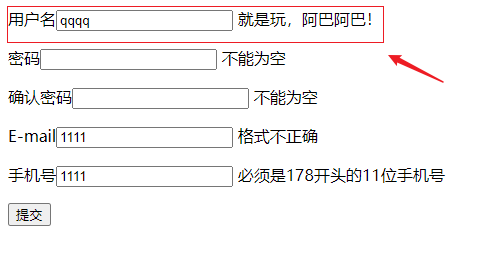 用户名 qqqq 就是玩，阿巴阿巴！
密码 不能为空
确认密码 不能为空
E-mail 1111 格式不正确
手机号 1111 必须是178开头的11位手机号
提交